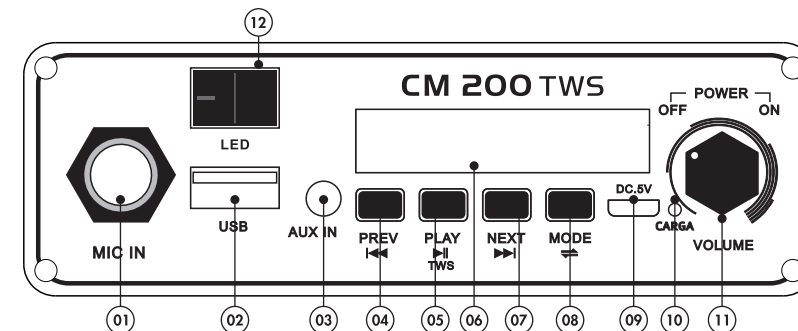 12
CM 200 TWS
POWER
OFF ON
LED
DC.5V
USB
AUX IN
PREV PLAY NEXT MODE
TWS
CARGA
MIC IN
VOLUME
01 02 03 04 05 06 07 08 09 10 11